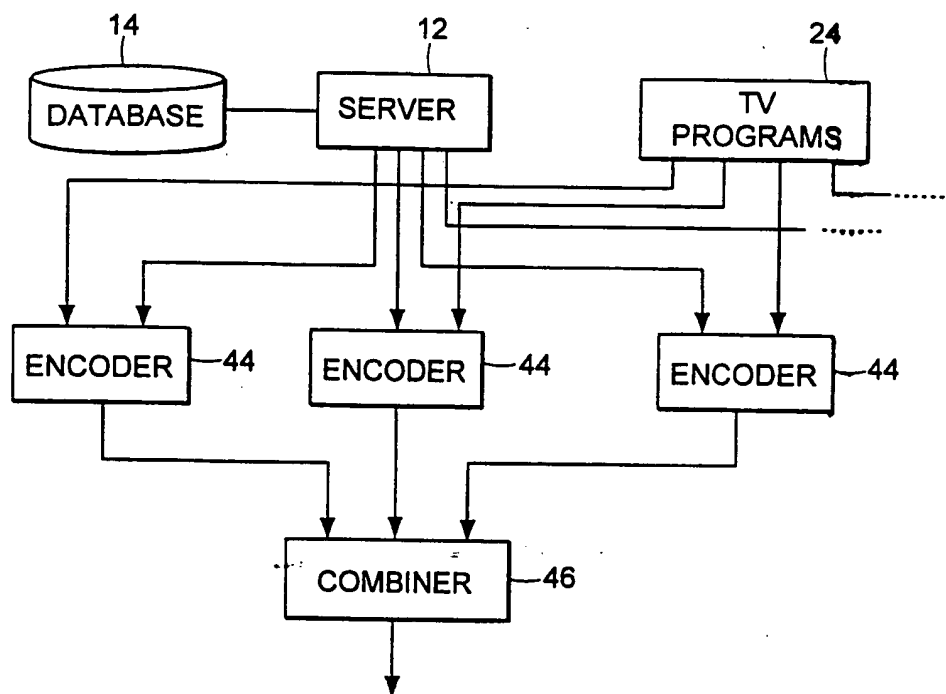 14
12
24
DATABASE
SERVER
TV
PROGRAMS
ENCODER
44
ENCODER
44
ENCODER
44
COMBINER
46